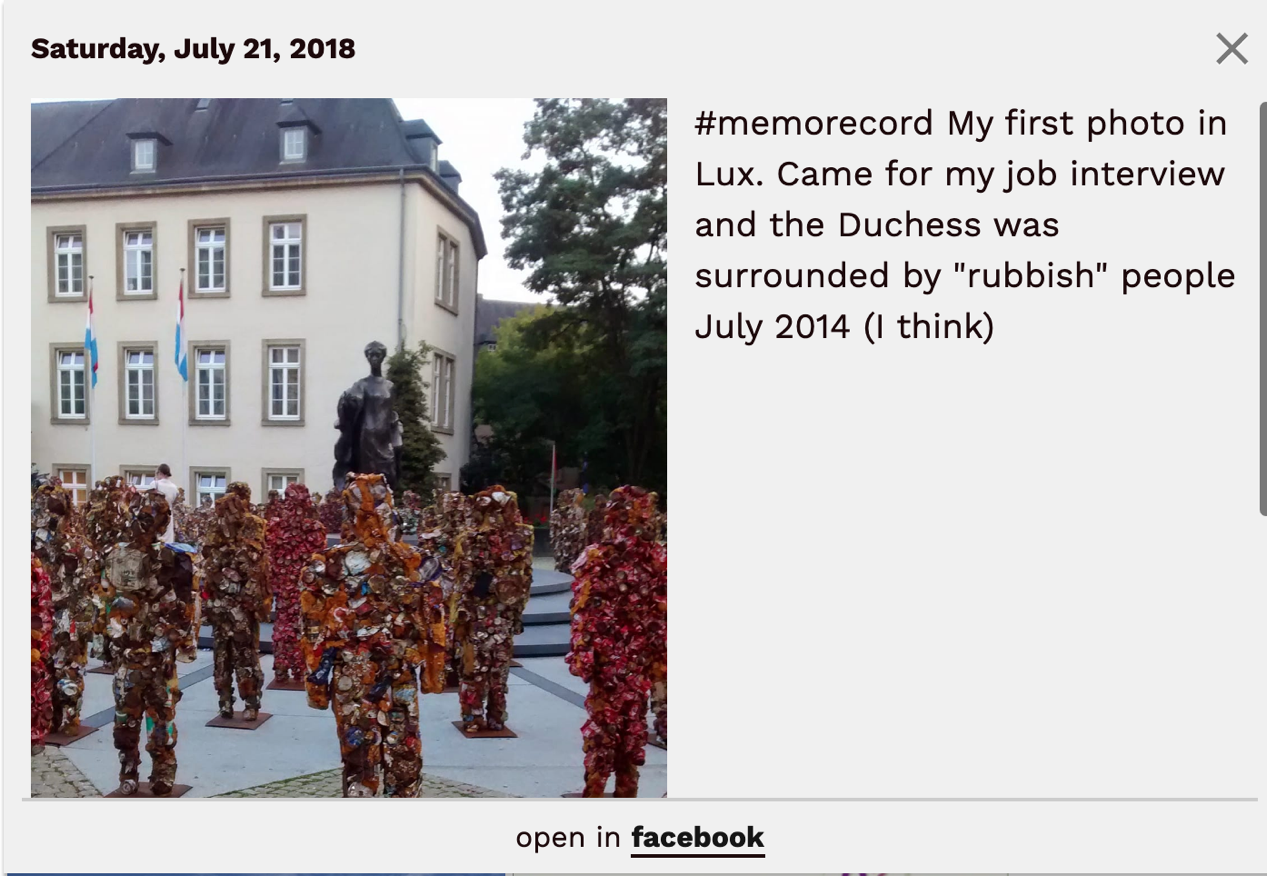 Saturday, July 21, 2018
#memorecord My first photo in
Lux. Came for my job interview
and the Duchess was
surrounded by "rubbish" people
July 2014 (I think)
open in facebook